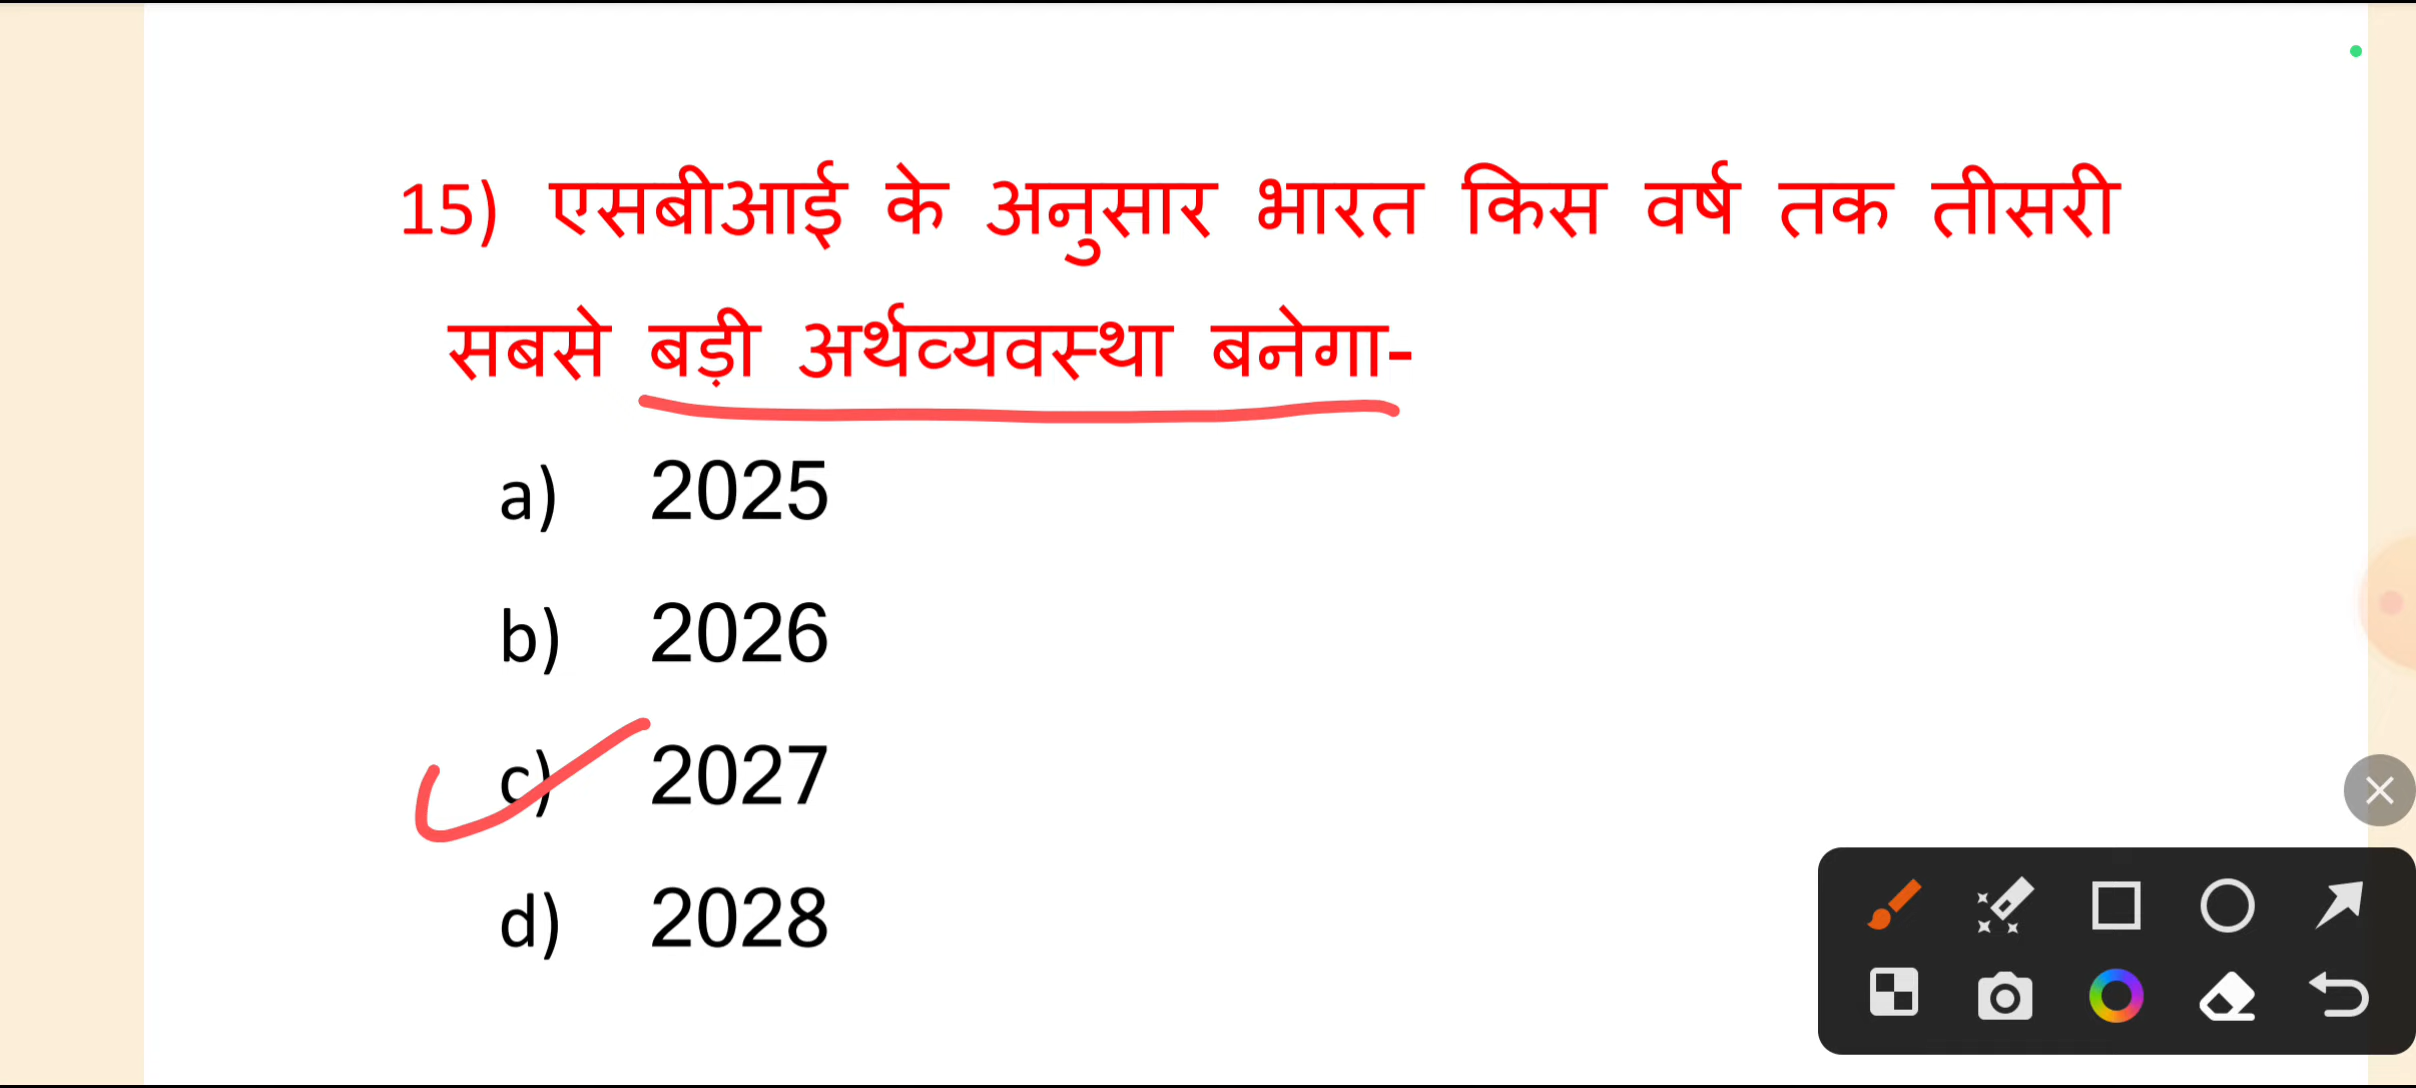 15) एसबीआई के अनुसार भारत किस वर्ष तक तीसरी
सबसे बड़ी अर्थव्यवस्था बनेगा-
a) 2025
b) 2026
c) 2027
d) 2028